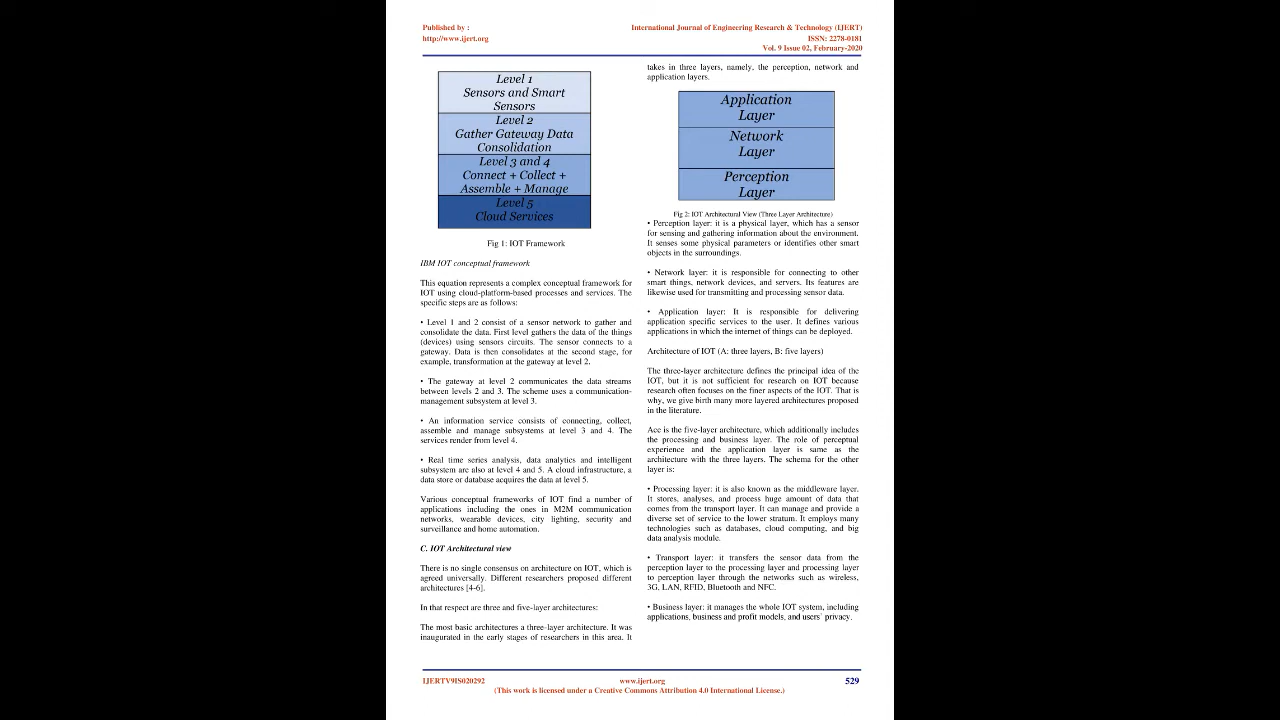 Published by :
http://www.ijert.org
International Journal of Engineering Research & Technology (IJERT)
ISSN: 2278-0181
Vol. 9 Issue 02, February-2020
Level 1
Sensors and Smart
Sensors
Level 2
Gather Gateway Data
Consolidation
Level 3 and 4
Connect + Collect +
Assemble + Manage
Level 5
Cloud Services
Fig 1: IOT Framework
IBM IOT conceptual framework
This equation represents a complex conceptual framework for
IOT using cloud-platform-based processes and services. The
specific steps are as follows:
• Level 1 and 2 consist of a sensor network to gather and
consolidate the data. First level gathers the data of the things
(devices) using sensors circuits. The sensor connects to a
gateway. Data is then consolidates at the second stage, for
example, transformation at the gateway at level 2.
• The gateway at level 2 communicates the data streams
between levels 2 and 3. The scheme uses a communication-
management subsystem at level 3.
• An information service consists of connecting, collect,
assemble and manage subsystems at level 3 and 4. The
services render from level 4.
• Real time series analysis, data analytics and intelligent
subsystem are also at level 4 and 5. A cloud infrastructure, a
data store or database acquires the data at level 5.
Various conceptual frameworks of IOT find a number of
applications including the ones in M2M communication
networks, wearable devices, city lighting, security and
surveillance and home automation.
C. IOT Architectural view
There is no single consensus on architecture on IOT, which is
agreed universally. Different researchers proposed different
architectures [4-6].
In that respect are three and five-layer architectures:
The most basic architectures a three-layer architecture. It was
inaugurated in the early stages of researchers in this area. It
takes in three layers, namely, the perception, network and
application layers.
Application
Layer
Network
Layer
Perception
Layer
Fig 2: IOT Architectural View (Three Layer Architecture)
• Perception layer: it is a physical layer, which has a sensor
for sensing and gathering information about the environment.
It senses some physical parameters or identifies other smart
objects in the surroundings.
• Network layer: it is responsible for connecting to other
smart things, network devices, and servers. Its features are
likewise used for transmitting and processing sensor data.
• Application layer: It is responsible for delivering
application specific services to the user. It defines various
applications in which the internet of things can be deployed.
Architecture of IOT (A: three layers, B: five layers)
The three-layer architecture defines the principal idea of the
IOT, but it is not sufficient for research on IOT because
research often focuses on the finer aspects of the IOT. That is
why, we give birth many more layered architectures proposed
in the literature.
Ace is the five-layer architecture, which additionally includes
the processing and business layer. The role of perceptual
experience and the application layer is same as the
architecture with the three layers. The schema for the other
layer is:
• Processing layer: it is also known as the middleware layer.
It stores, analyses, and process huge amount of data that
comes from the transport layer. It can manage and provide a
diverse set of service to the lower stratum. It employs many
technologies such as databases, cloud computing, and big
data analysis module.
• Transport layer: it transfers the sensor data from the
perception layer to the processing layer and processing layer
to perception layer through the networks such as wireless,
3G, LAN, RFID, Bluetooth and NFC.
• Business layer: it manages the whole IOT system, including
applications, business and profit models, and users' privacy.
IJERTV9IS020292
www.ijert.org
529
(This work is licensed under a Creative Commons Attribution 4.0 International License.)